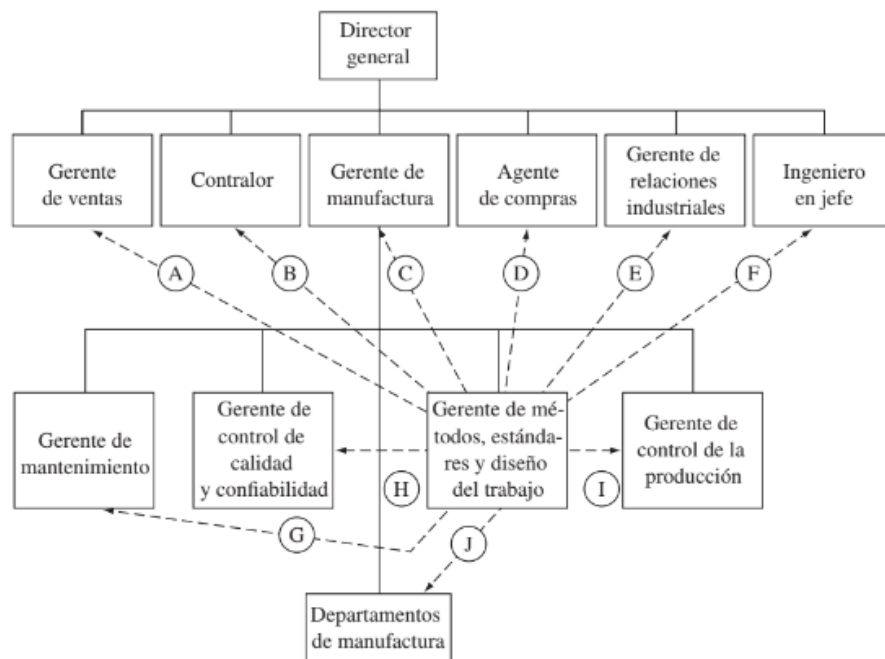 Director
general
Gerente
de ventas
Contralor
Gerente de
manufactura
Agente
de compras
Gerente de
relaciones
industriales
Ingeniero
en jefe
A
B
C
D
E
F
Gerente de
mantenimiento
Gerente de
control de
calidad
y confiabilidad
Gerente de mé-
todos, estánda-
res y diseño
del trabajo
Gerente de
control de la
producción
H
I
G
J
Departamentos
de manufactura